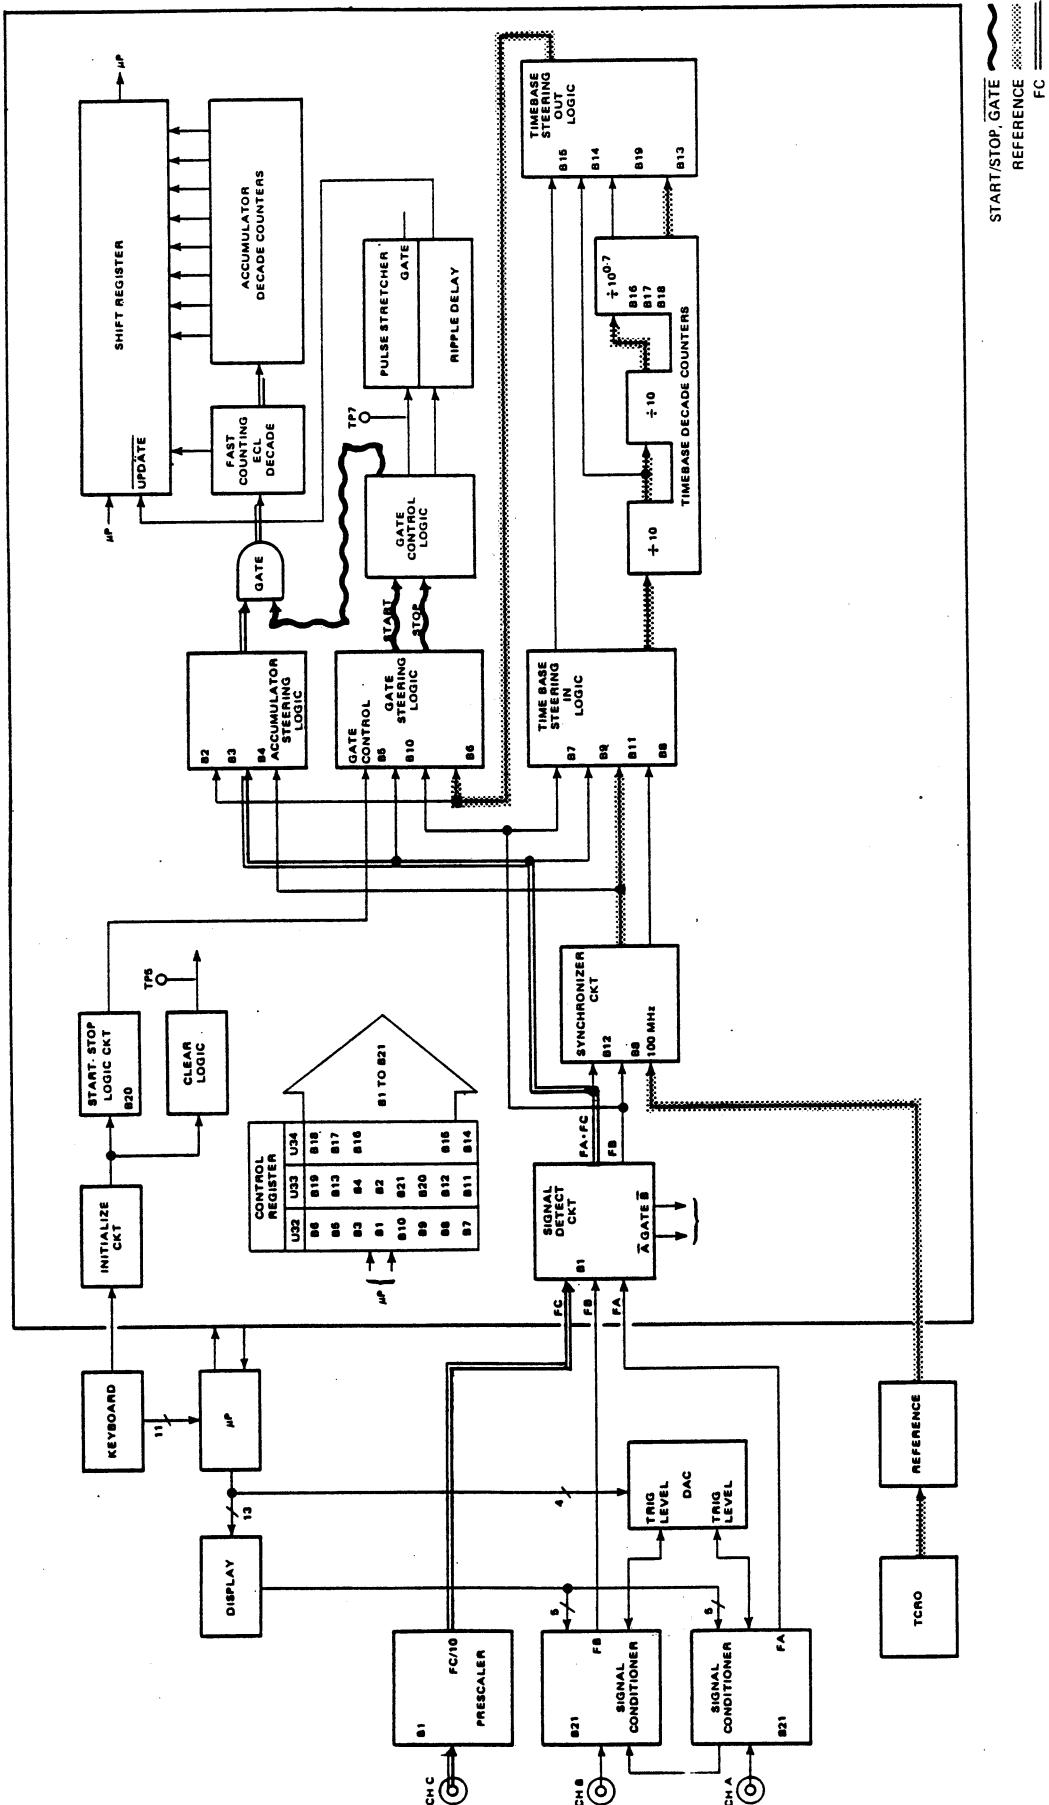 CH C
B1
FC/10
PRESCALER
CH B
B21
FB
SIGNAL
CONDITIONER
CH A
SIGNAL
CONDITIONER
FA
B21
DISPLAY
13
5
5
4
TRIG
LEVEL
DAC
TRIG
LEVEL
TCRO
REFERENCE
KEYBOARD
11
μP
FC
FB
FA
INITIALIZE
CKT
START-STOP
LOGIC CKT
B20
CLEAR
LOGIC
TP5
CONTROL
REGISTER
U32 U33 U34
B6 B19 B18
B5 B13 B17
B3 B4 B16
B1 B2
B10 B21
B9 B20
B8 B12 B15
B7 B11 B14
μP
B1 TO B21
SIGNAL
DETECT
CKT
B1
A GATE B
FA·FC
FB
SYNCHRONIZER
CKT
B12
B8
100 MHz
B2
B3
B4
ACCUMULATOR
STEERING
LOGIC
GATE
CONTROL
B5
GATE
STEERING
LOGIC
B10
B6
TIME BASE
STEERING
IN
LOGIC
B7
B9
B11
B8
START
STOP
GATE
GATE
CONTROL
LOGIC
TP7
PULSE STRETCHER
GATE
RIPPLE DELAY
μP
UPDATE
SHIFT REGISTER
μP
FAST
COUNTING
ECL
DECADE
ACCUMULATOR
DECADE COUNTERS
÷10
÷10
÷10⁰⁻⁷
B16
B17
B18
TIMEBASE DECADE COUNTERS
TIMEBASE
STEERING
OUT
LOGIC
B15
B14
B19
B13
START/STOP, GATE
REFERENCE
FC